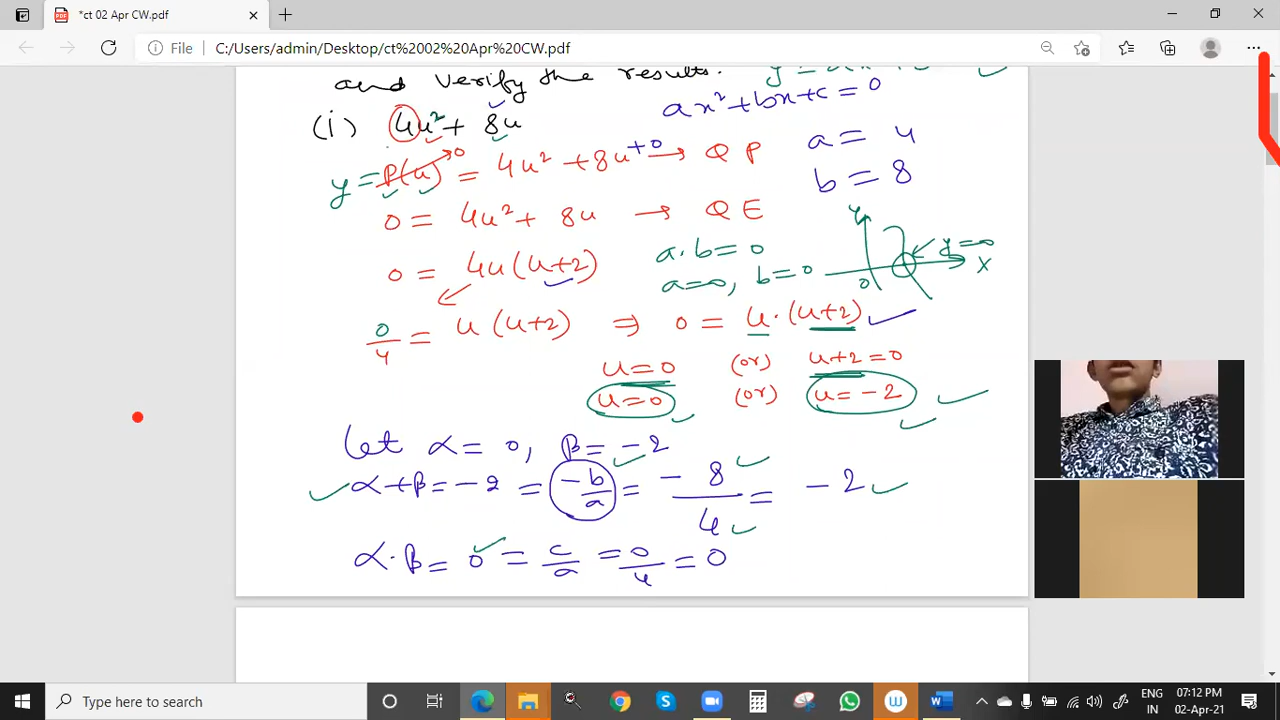 *ct 02 Apr CW.pdf
File C:/Users/admin/Desktop/ct%2002%20Apr%20CW.pdf
and verify the results.
ax²+bx+c=0
(i) 4u²+ 8u
a= 4
y=P(u) 0 = 4u² +8u+0 → Q P
b= 8
0= 4u²+ 8u → Q E
y
a.b=0
y=0
0= 4u(u+2)
a=0, b=0
0 X
0/4 = u(u+2) ⇒ 0 = u.(u+2)
u=0 (or) u+2=0
u=0 (or) u=-2
let α= 0, β=-2
α+β=-2 = -b/a = -8/4 = -2
α.β= 0 = c/a = 0/4 = 0
Type here to search
ENG 07:12 PM
IN 02-Apr-21